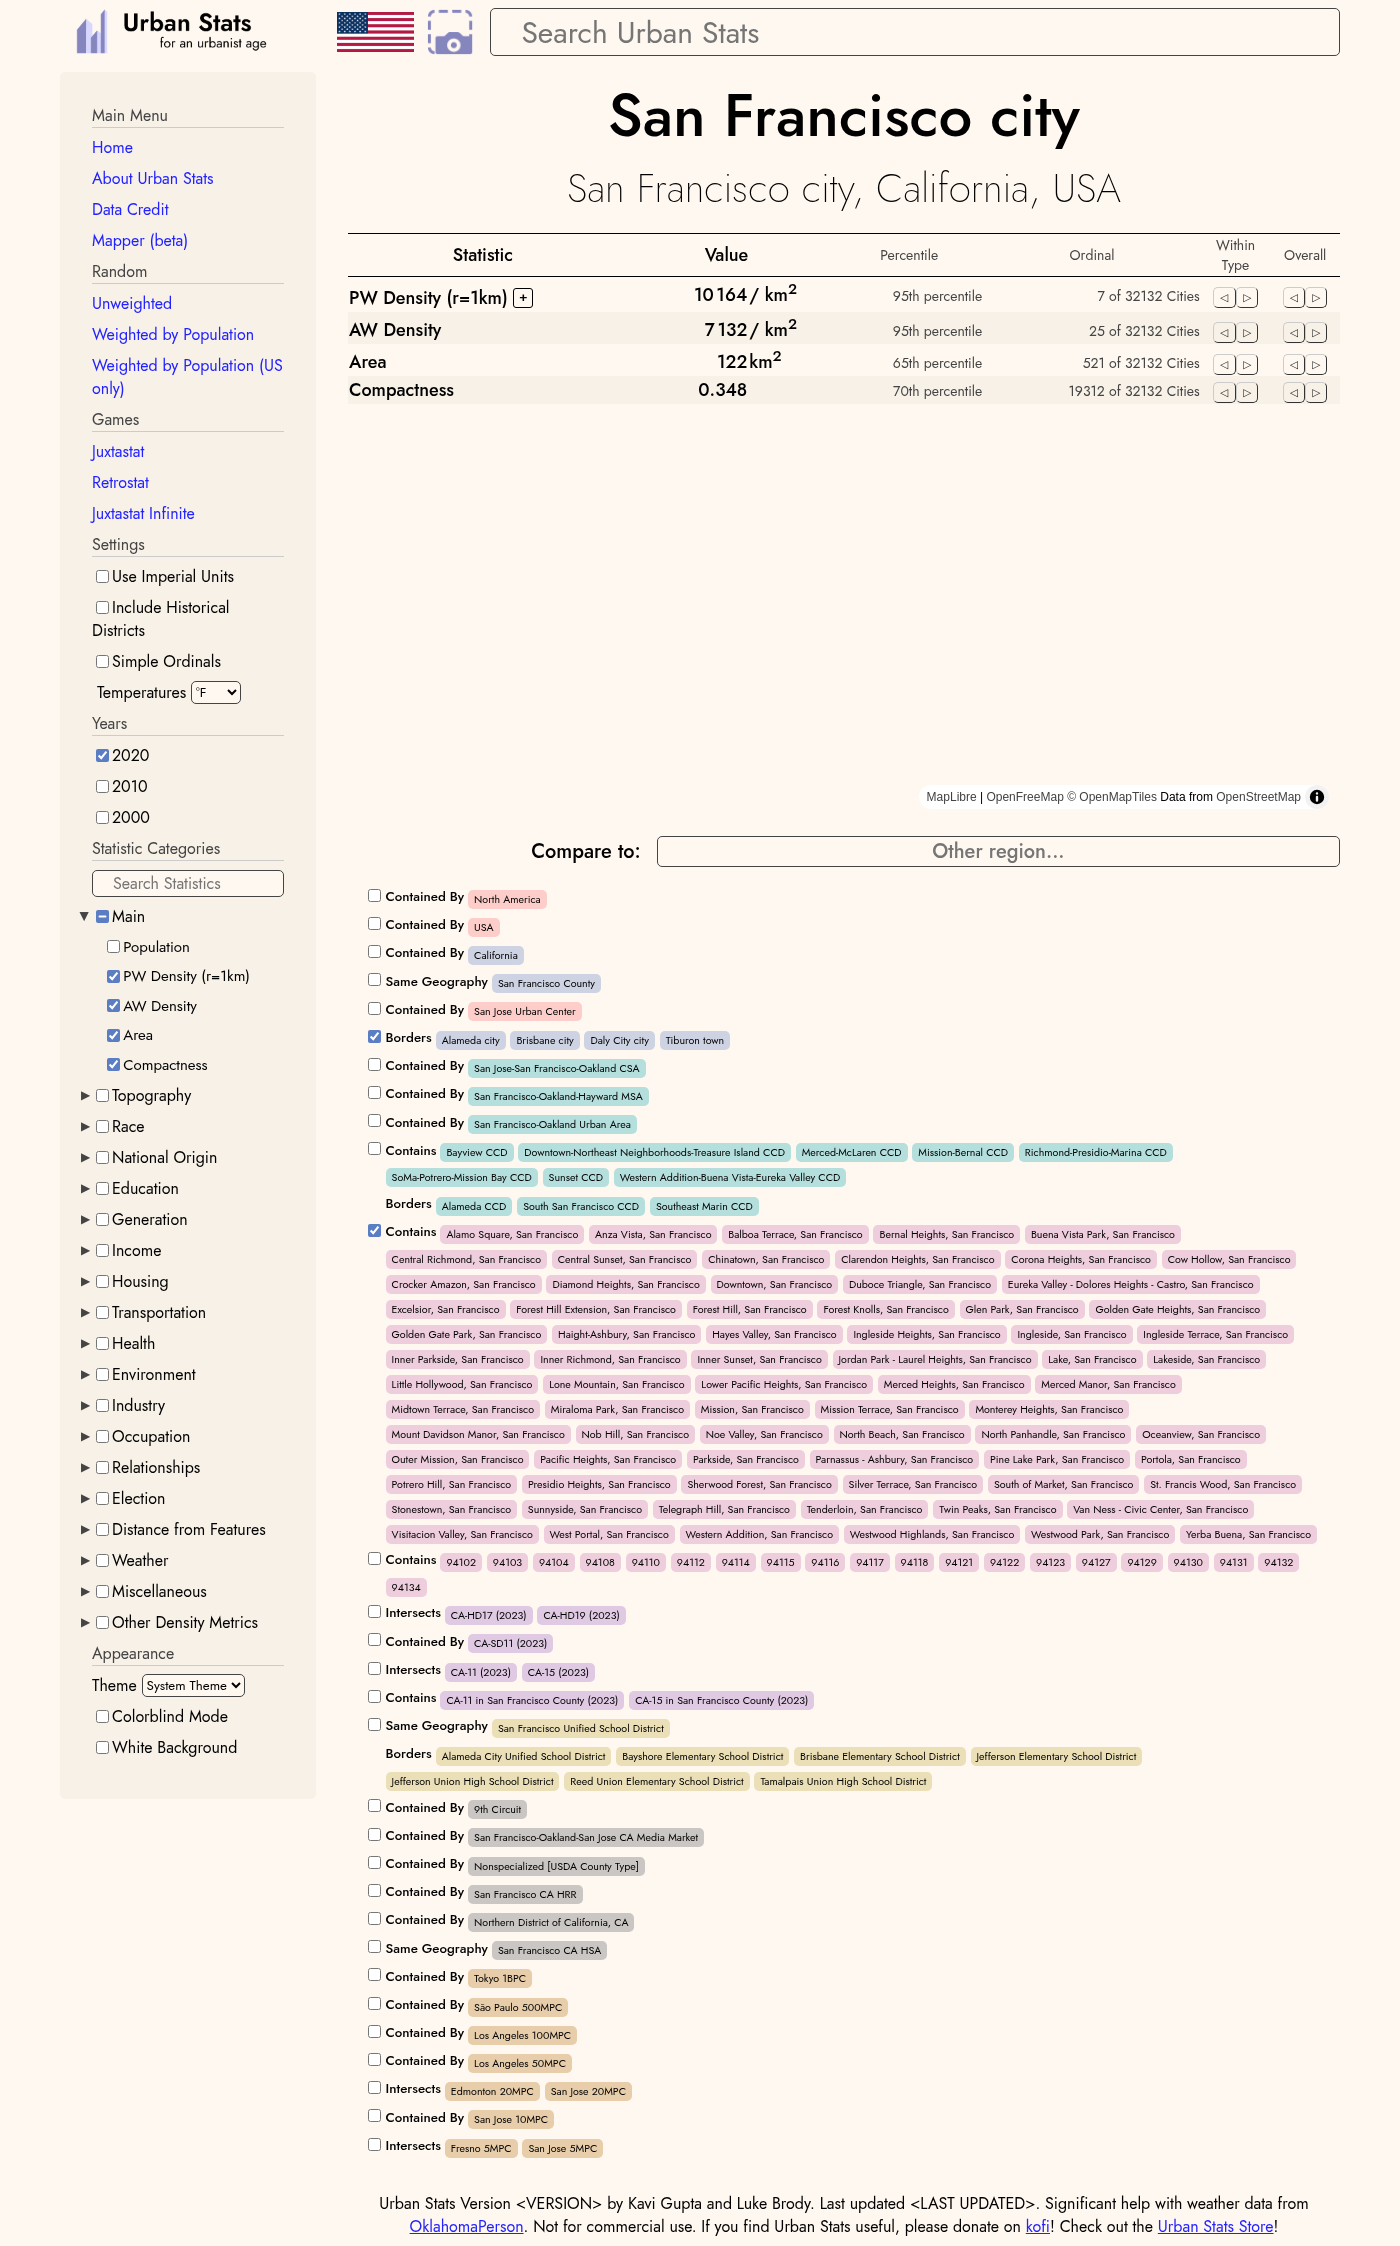 Urban Stats
for an urbanist age
Search Urban Stats
Main Menu
Home
About Urban Stats
Data Credit
Mapper (beta)
Random
Unweighted
Weighted by Population
Weighted by Population (US
only)
Games
Juxtastat
Retrostat
Juxtastat Infinite
Settings
Use Imperial Units
Include Historical
Districts
Simple Ordinals
Temperatures °F
Years
2020
2010
2000
Statistic Categories
Search Statistics
Main
Population
PW Density (r=1km)
AW Density
Area
Compactness
Topography
Race
National Origin
Education
Generation
Income
Housing
Transportation
Health
Environment
Industry
Occupation
Relationships
Election
Distance from Features
Weather
Miscellaneous
Other Density Metrics
Appearance
Theme System Theme
Colorblind Mode
White Background
San Francisco city
San Francisco city, California, USA
Statistic Value Percentile Ordinal Within Type Overall
PW Density (r=1km) + 10 164 / km² 95th percentile 7 of 32132 Cities
AW Density 7 132 / km² 95th percentile 25 of 32132 Cities
Area 122 km² 65th percentile 521 of 32132 Cities
Compactness 0.348 70th percentile 19312 of 32132 Cities
MapLibre | OpenFreeMap © OpenMapTiles Data from OpenStreetMap
Compare to: Other region...
Contained By North America
Contained By USA
Contained By California
Same Geography San Francisco County
Contained By San Jose Urban Center
Borders Alameda city Brisbane city Daly City city Tiburon town
Contained By San Jose-San Francisco-Oakland CSA
Contained By San Francisco-Oakland-Hayward MSA
Contained By San Francisco-Oakland Urban Area
Contains Bayview CCD Downtown-Northeast Neighborhoods-Treasure Island CCD Merced-McLaren CCD Mission-Bernal CCD Richmond-Presidio-Marina CCD
SoMa-Potrero-Mission Bay CCD Sunset CCD Western Addition-Buena Vista-Eureka Valley CCD
Borders Alameda CCD South San Francisco CCD Southeast Marin CCD
Contains Alamo Square, San Francisco Anza Vista, San Francisco Balboa Terrace, San Francisco Bernal Heights, San Francisco Buena Vista Park, San Francisco
Central Richmond, San Francisco Central Sunset, San Francisco Chinatown, San Francisco Clarendon Heights, San Francisco Corona Heights, San Francisco Cow Hollow, San Francisco
Crocker Amazon, San Francisco Diamond Heights, San Francisco Downtown, San Francisco Duboce Triangle, San Francisco Eureka Valley - Dolores Heights - Castro, San Francisco
Excelsior, San Francisco Forest Hill Extension, San Francisco Forest Hill, San Francisco Forest Knolls, San Francisco Glen Park, San Francisco Golden Gate Heights, San Francisco
Golden Gate Park, San Francisco Haight-Ashbury, San Francisco Hayes Valley, San Francisco Ingleside Heights, San Francisco Ingleside, San Francisco Ingleside Terrace, San Francisco
Inner Parkside, San Francisco Inner Richmond, San Francisco Inner Sunset, San Francisco Jordan Park - Laurel Heights, San Francisco Lake, San Francisco Lakeside, San Francisco
Little Hollywood, San Francisco Lone Mountain, San Francisco Lower Pacific Heights, San Francisco Merced Heights, San Francisco Merced Manor, San Francisco
Midtown Terrace, San Francisco Miraloma Park, San Francisco Mission, San Francisco Mission Terrace, San Francisco Monterey Heights, San Francisco
Mount Davidson Manor, San Francisco Nob Hill, San Francisco Noe Valley, San Francisco North Beach, San Francisco North Panhandle, San Francisco Oceanview, San Francisco
Outer Mission, San Francisco Pacific Heights, San Francisco Parkside, San Francisco Parnassus - Ashbury, San Francisco Pine Lake Park, San Francisco Portola, San Francisco
Potrero Hill, San Francisco Presidio Heights, San Francisco Sherwood Forest, San Francisco Silver Terrace, San Francisco South of Market, San Francisco St. Francis Wood, San Francisco
Stonestown, San Francisco Sunnyside, San Francisco Telegraph Hill, San Francisco Tenderloin, San Francisco Twin Peaks, San Francisco Van Ness - Civic Center, San Francisco
Visitacion Valley, San Francisco West Portal, San Francisco Western Addition, San Francisco Westwood Highlands, San Francisco Westwood Park, San Francisco Yerba Buena, San Francisco
Contains 94102 94103 94104 94108 94110 94112 94114 94115 94116 94117 94118 94121 94122 94123 94127 94129 94130 94131 94132
94134
Intersects CA-HD17 (2023) CA-HD19 (2023)
Contained By CA-SD11 (2023)
Intersects CA-11 (2023) CA-15 (2023)
Contains CA-11 in San Francisco County (2023) CA-15 in San Francisco County (2023)
Same Geography San Francisco Unified School District
Borders Alameda City Unified School District Bayshore Elementary School District Brisbane Elementary School District Jefferson Elementary School District
Jefferson Union High School District Reed Union Elementary School District Tamalpais Union High School District
Contained By 9th Circuit
Contained By San Francisco-Oakland-San Jose CA Media Market
Contained By Nonspecialized [USDA County Type]
Contained By San Francisco CA HRR
Contained By Northern District of California, CA
Same Geography San Francisco CA HSA
Contained By Tokyo 1BPC
Contained By São Paulo 500MPC
Contained By Los Angeles 100MPC
Contained By Los Angeles 50MPC
Intersects Edmonton 20MPC San Jose 20MPC
Contained By San Jose 10MPC
Intersects Fresno 5MPC San Jose 5MPC
Urban Stats Version <VERSION> by Kavi Gupta and Luke Brody. Last updated <LAST UPDATED>. Significant help with weather data from
OklahomaPerson. Not for commercial use. If you find Urban Stats useful, please donate on kofi! Check out the Urban Stats Store!